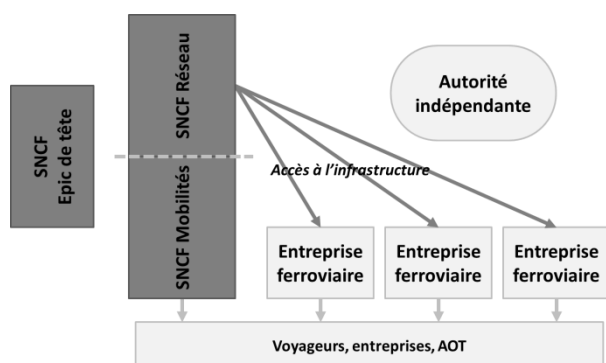 SNCF
Epic de tête
SNCF Réseau
SNCF Mobilités
Autorité
indépendante
Accès à l’infrastructure
Entreprise
ferroviaire
Entreprise
ferroviaire
Entreprise
ferroviaire
Voyageurs, entreprises, AOT